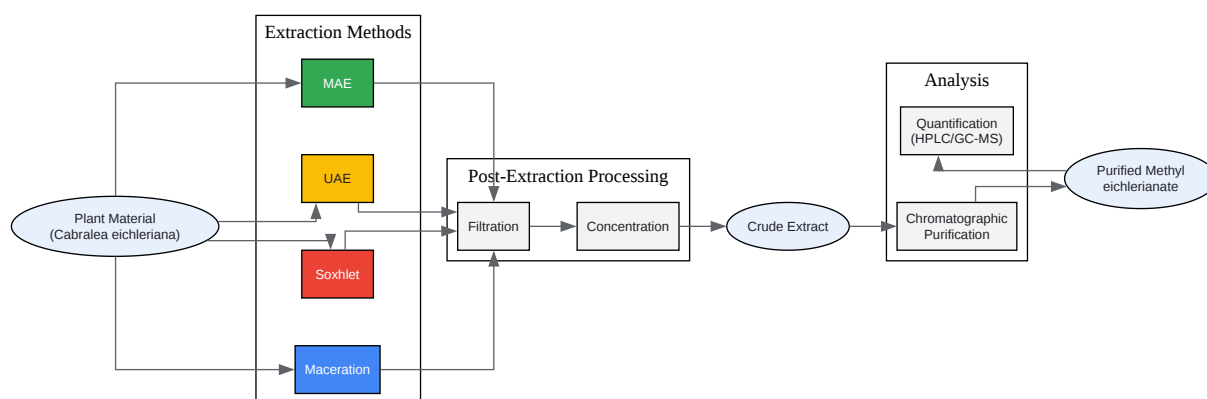 Extraction Methods
MAE
UAE
Soxhlet
Maceration
Plant Material
(Cabralea eichleriana)
Post-Extraction Processing
Filtration
Concentration
Crude Extract
Analysis
Quantification
(HPLC/GC-MS)
Chromatographic
Purification
Purified Methyl
eichlerianate